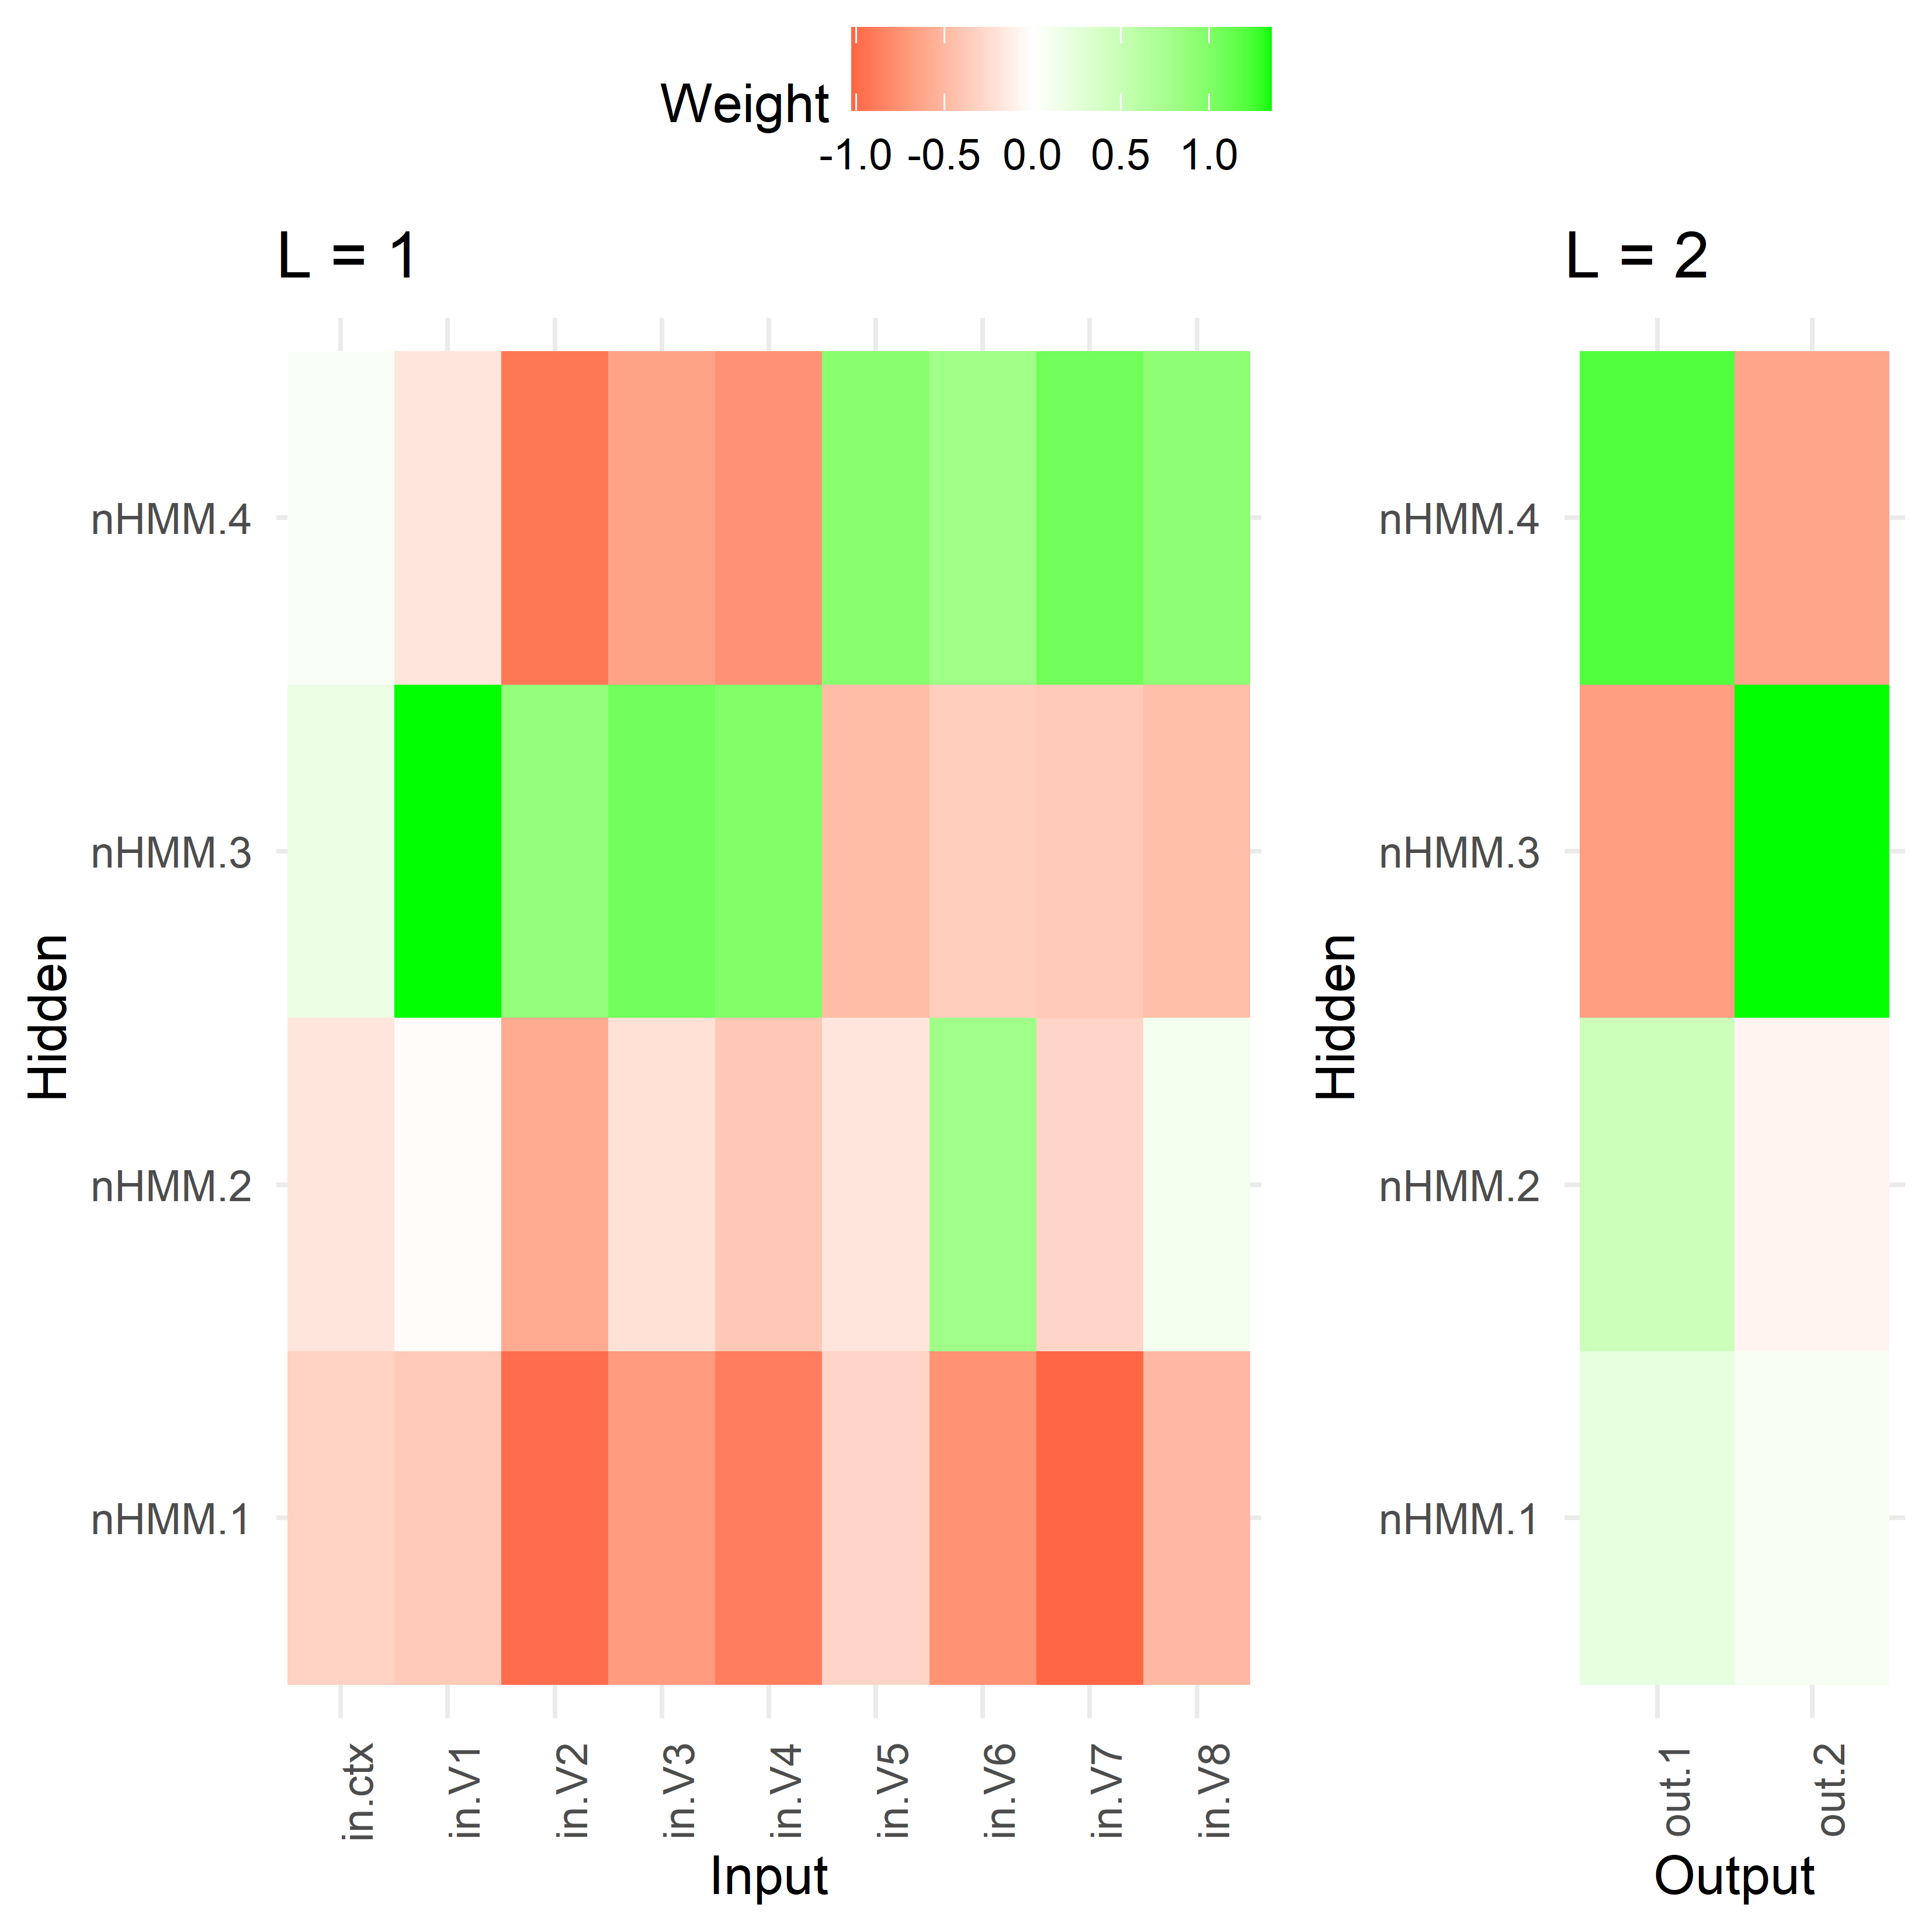 Weight
-1.0 -0.5 0.0 0.5 1.0
L = 1
L = 2
nHMM.4
nHMM.3
nHMM.2
nHMM.1
Hidden
in.ctx
in.V1
in.V2
in.V3
in.V4
in.V5
in.V6
in.V7
in.V8
Input
nHMM.4
nHMM.3
nHMM.2
nHMM.1
Hidden
out.1
out.2
Output